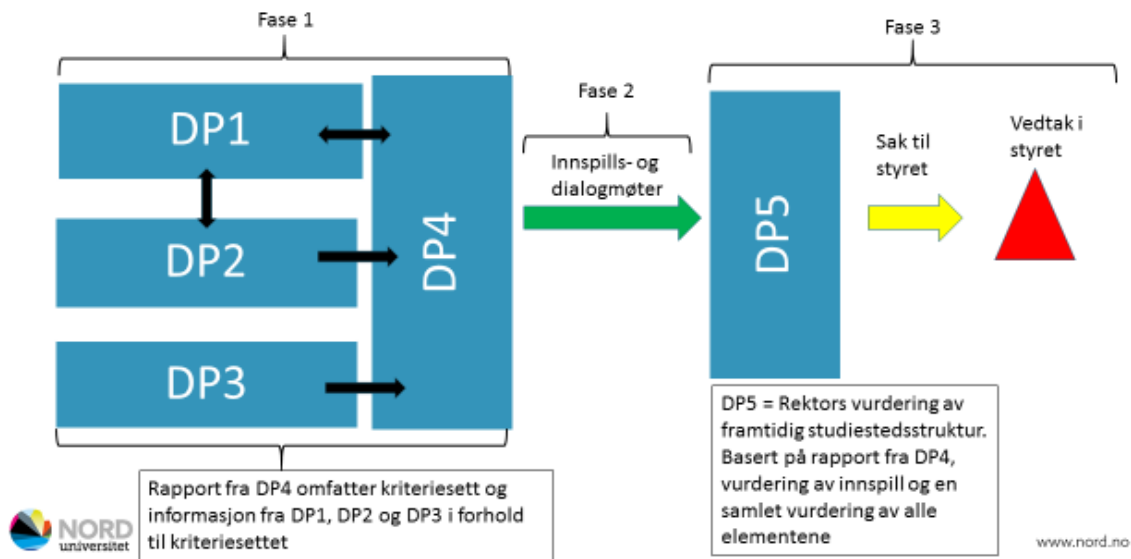 Fase 1
DP1
DP2
DP3
DP4
Rapport fra DP4 omfatter kriteriesett og
informasjon fra DP1, DP2 og DP3 i forhold
til kriteriesettet
Fase 2
Innspills- og
dialogmøter
Fase 3
DP5
Sak til
styret
Vedtak i
styret
DP5 = Rektors vurdering av
framtidig studiestedsstruktur.
Basert på rapport fra DP4,
vurdering av innspill og en
samlet vurdering av alle
elementene
NORD
universitet
www.nord.no